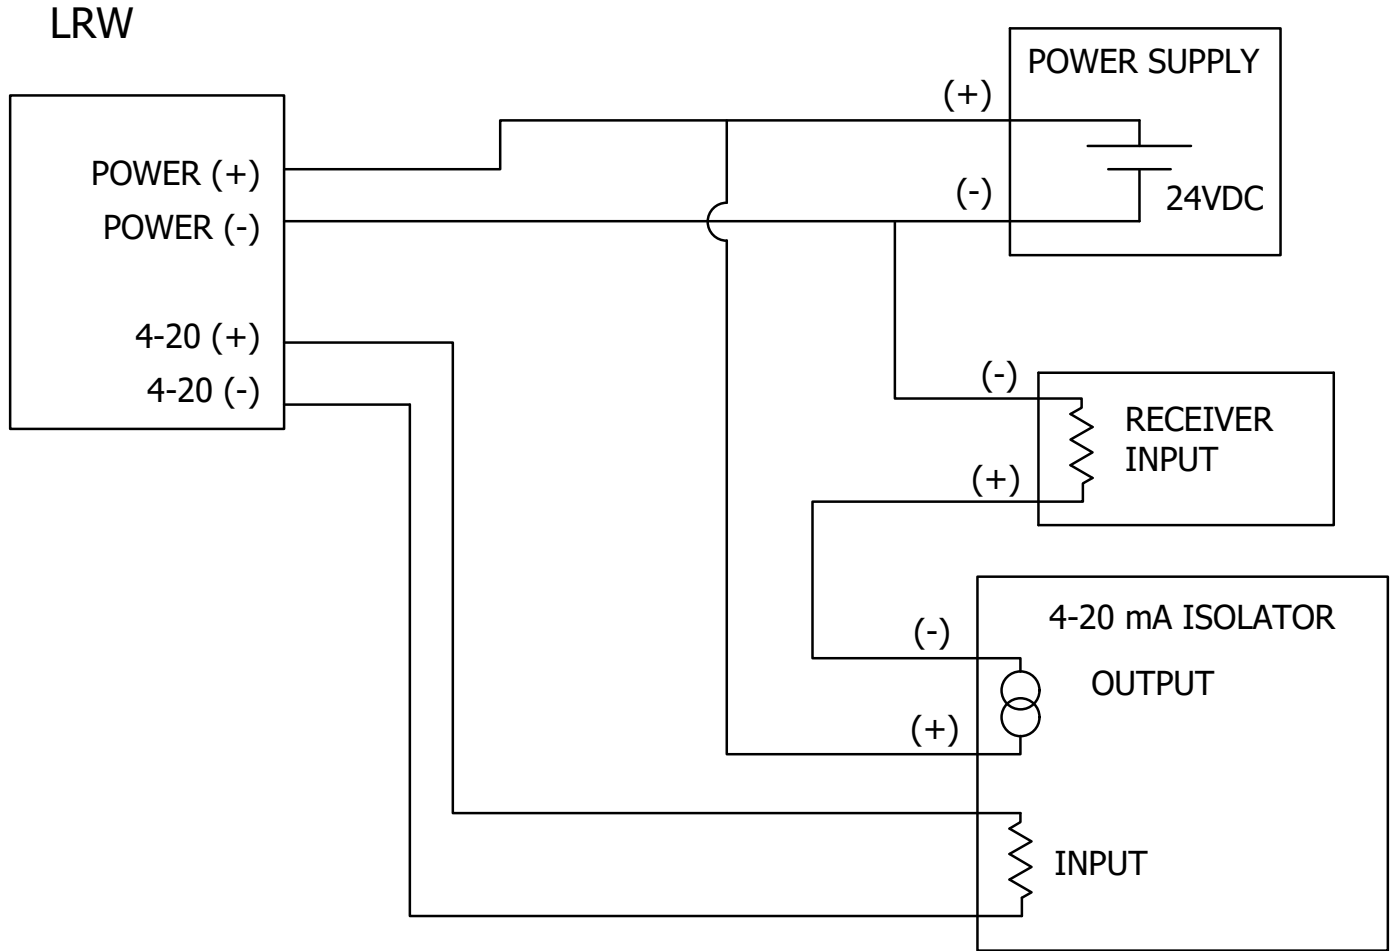 LRW
POWER SUPPLY
(+)
POWER (+)
(-)
24VDC
POWER (-)
4-20 (+)
4-20 (-)
(-)
RECEIVER
INPUT
(+)
4-20 mA ISOLATOR
(-)
OUTPUT
(+)
INPUT